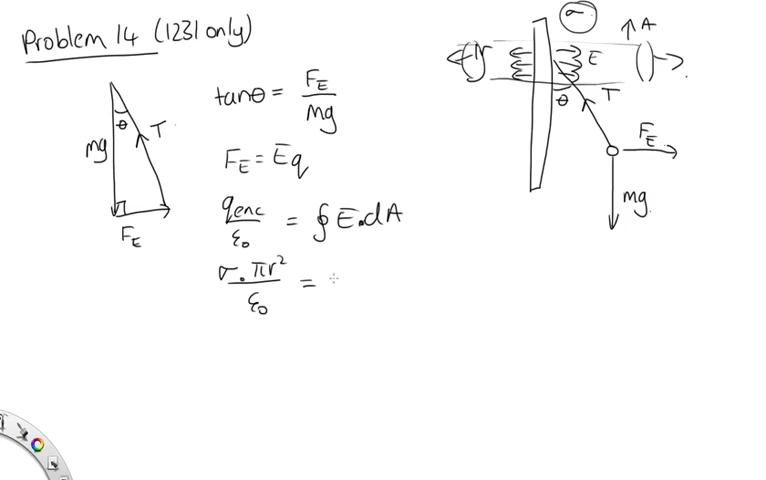 Problem 14 (1231 only)
tanθ = F_E / mg
F_E = Eq
q_enc / ε₀ = ∮ E.dA
σ. πr² / ε₀ =
mg
θ
T
F_E
σ
A
E
θ
T
F_E
mg.